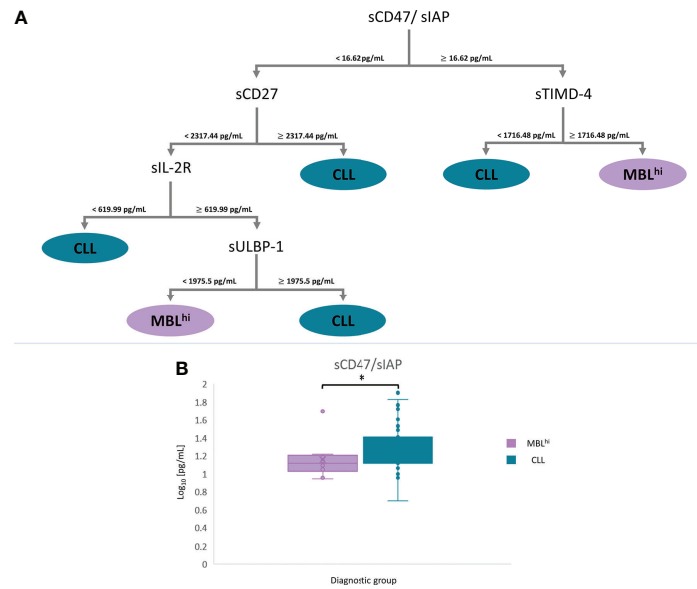 A
sCD47/ sIAP
< 16.62pg/mL ≥ 16.62 pg/mL
sCD27 sTIMD-4
< 2317.44 pg/mL ≥ 2317.44 pg/mL < 1716.48 pg/mL ≥ 1716.48 pg/mL
sIL-2R CLL CLL MBLhi
< 619.99 pg/mL ≥ 619.99 pg/mL
CLL sULBP-1
< 1975.5 pg/mL ≥ 1975.5 pg/mL
MBLhi CLL
B
sCD47/sIAP
*
2
1.8
1.6
1.4
1.2
1
0.8
0.6
0.4
0.2
0
Log10 [pg/mL]
MBLhi
CLL
Diagnostic group